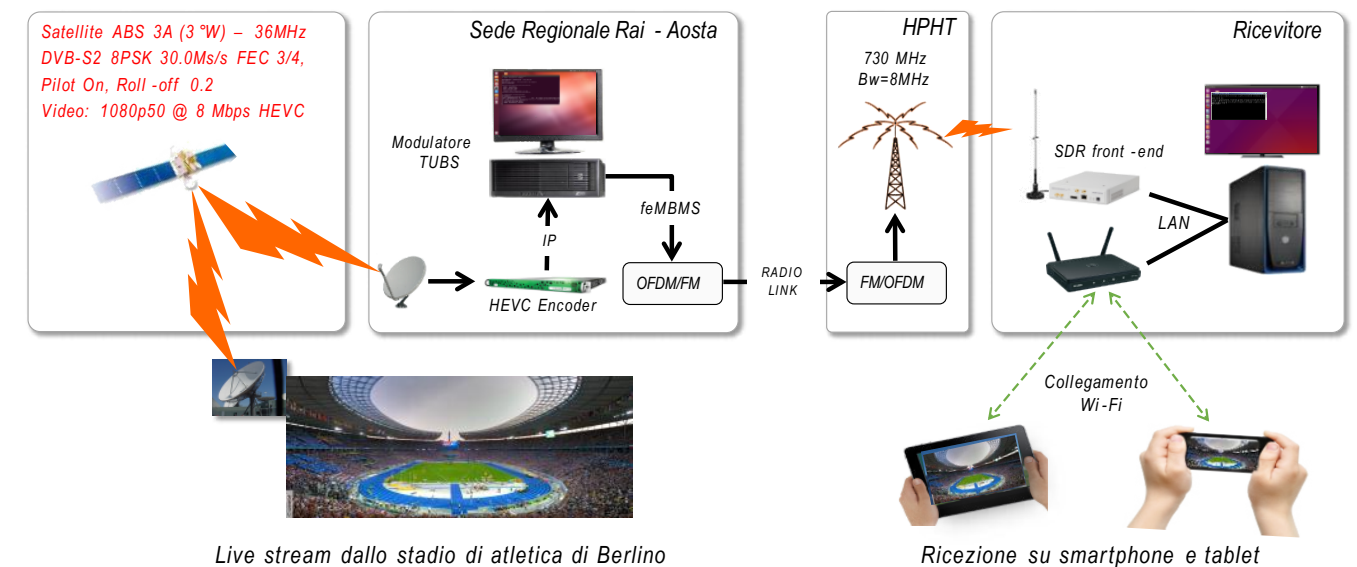 Satellite ABS 3A (3 °W) – 36MHz
DVB-S2 8PSK 30.0Ms/s FEC 3/4,
Pilot On, Roll -off 0.2
Video: 1080p50 @ 8 Mbps HEVC
Sede Regionale Rai - Aosta
Modulatore
TUBS
feMBMS
IP
HEVC Encoder
OFDM/FM
RADIO
LINK
HPHT
730 MHz
Bw=8MHz
FM/OFDM
Ricevitore
SDR front -end
LAN
Collegamento
Wi-Fi
Live stream dallo stadio di atletica di Berlino
Ricezione su smartphone e tablet